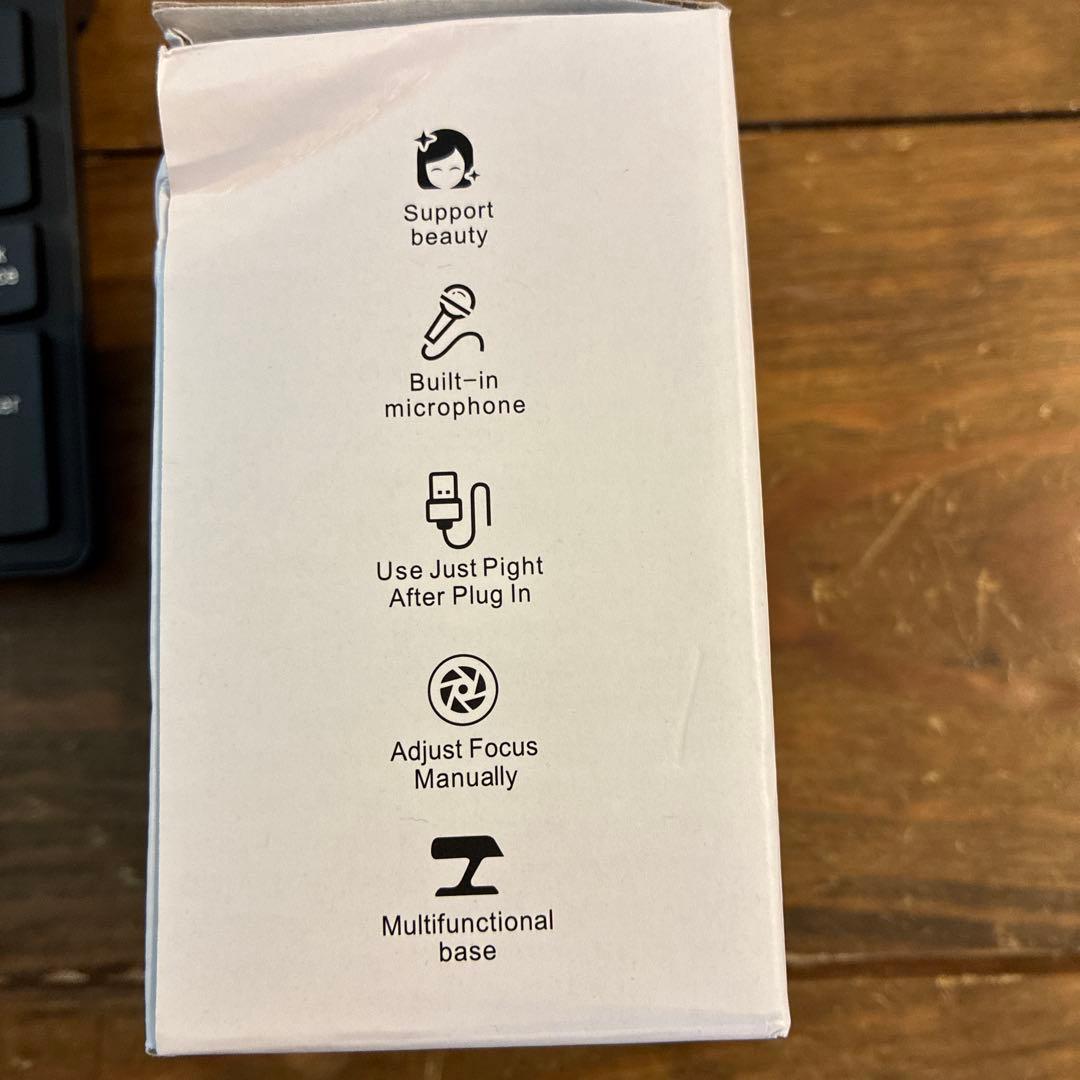 Support
beauty
Built-in
microphone
Use Just Pight
After Plug In
Adjust Focus
Manually
Multifunctional
base